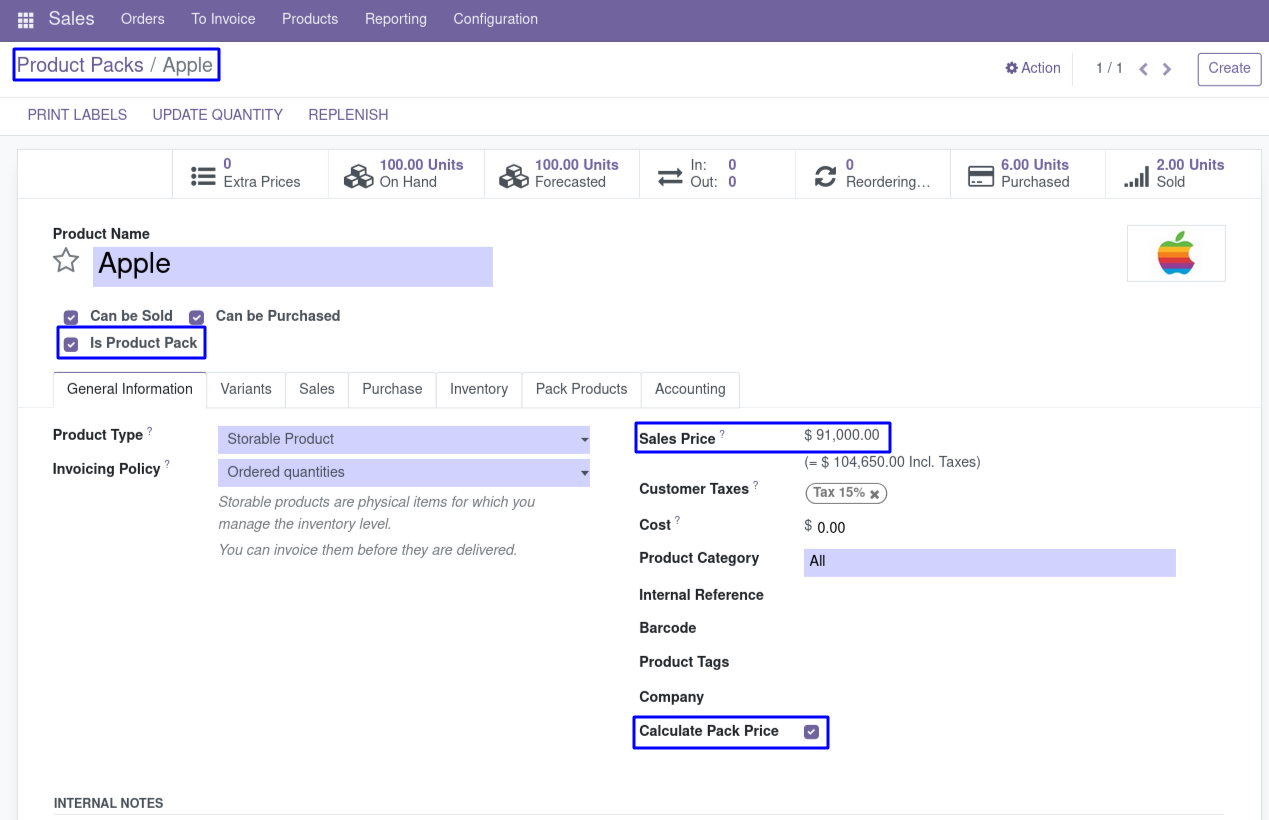 Sales Orders To Invoice Products Reporting Configuration
Product Packs / Apple
Action 1 / 1 Create
PRINT LABELS UPDATE QUANTITY REPLENISH
0 Extra Prices
100.00 Units On Hand
100.00 Units Forecasted
In: 0
Out: 0
0 Reordering...
6.00 Units Purchased
2.00 Units Sold
Product Name
Apple
Can be Sold Can be Purchased
Is Product Pack
General Information Variants Sales Purchase Inventory Pack Products Accounting
Product Type ? Storable Product
Invoicing Policy ? Ordered quantities
Storable products are physical items for which you
manage the inventory level.
You can invoice them before they are delivered.
Sales Price ? $ 91,000.00
(= $ 104,650.00 Incl. Taxes)
Customer Taxes ? Tax 15%
Cost ? $ 0.00
Product Category All
Internal Reference
Barcode
Product Tags
Company
Calculate Pack Price
INTERNAL NOTES